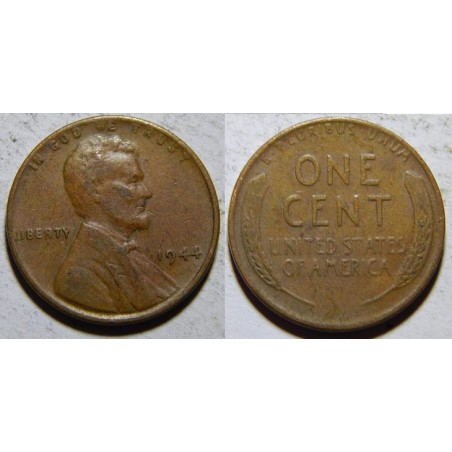 IN GOD WE TRUST
LIBERTY
1944
E·PLURIBUS·UNUM
ONE
CENT
UNITED STATES
OF AMERICA